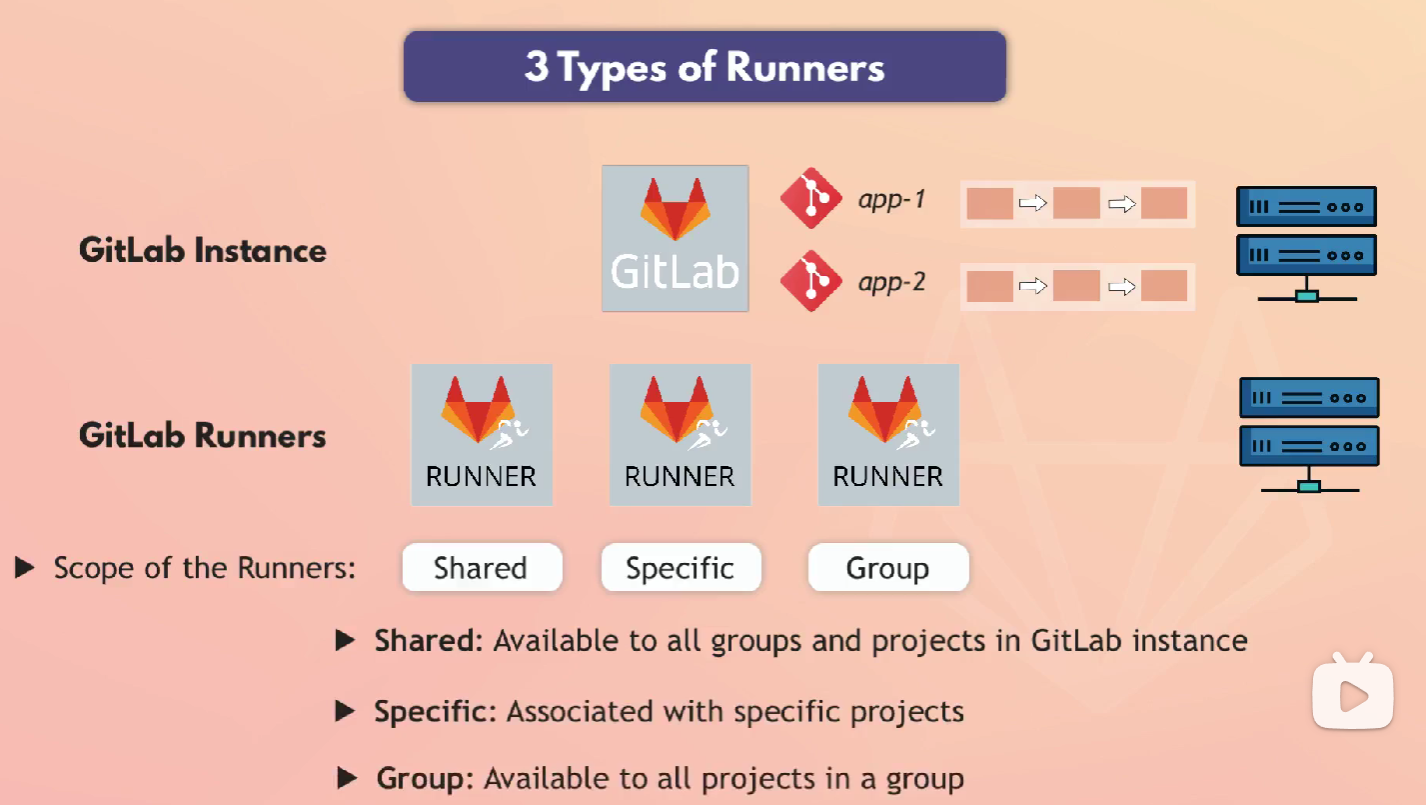 3 Types of Runners
GitLab Instance
GitLab
app-1
app-2
GitLab Runners
RUNNER
RUNNER
RUNNER
Scope of the Runners:
Shared
Specific
Group
Shared: Available to all groups and projects in GitLab instance
Specific: Associated with specific projects
Group: Available to all projects in a group